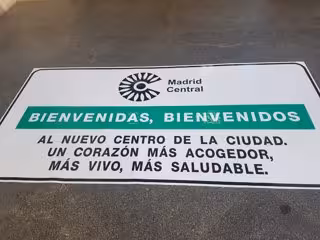 Madrid
Central
BIENVENIDAS, BIENVENIDOS
AL NUEVO CENTRO DE LA CIUDAD.
UN CORAZÓN MÁS ACOGEDOR,
MÁS VIVO, MÁS SALUDABLE.